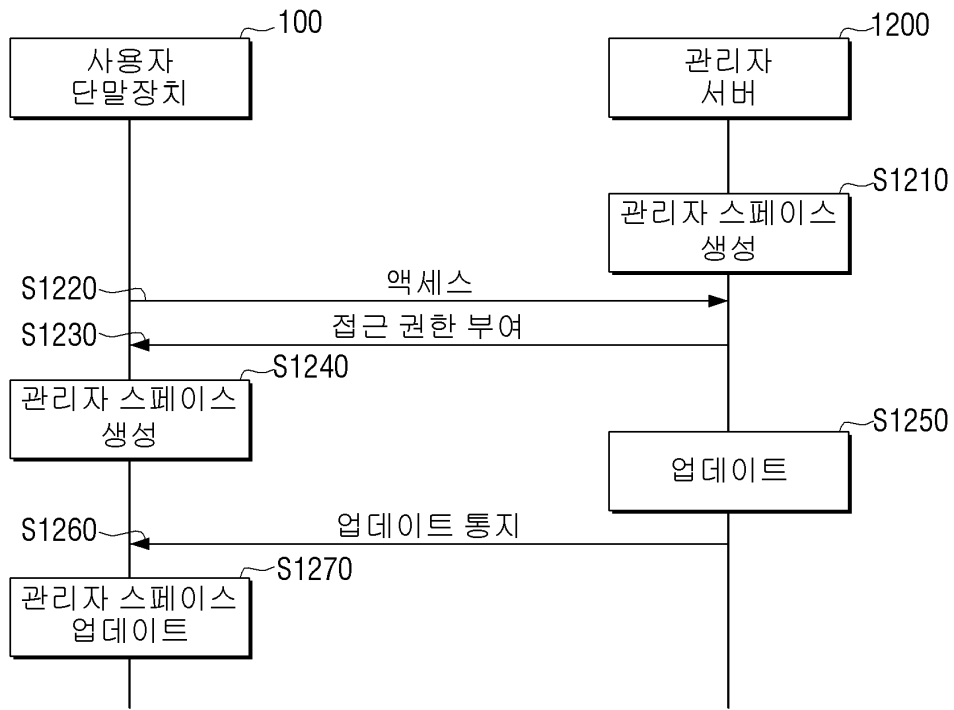 100
사용자
단말장치
1200
관리자
서버
S1210
관리자 스페이스
생성
S1220
액세스
S1230
접근 권한 부여
S1240
관리자 스페이스
생성
S1250
업데이트
S1260
업데이트 통지
S1270
관리자 스페이스
업데이트